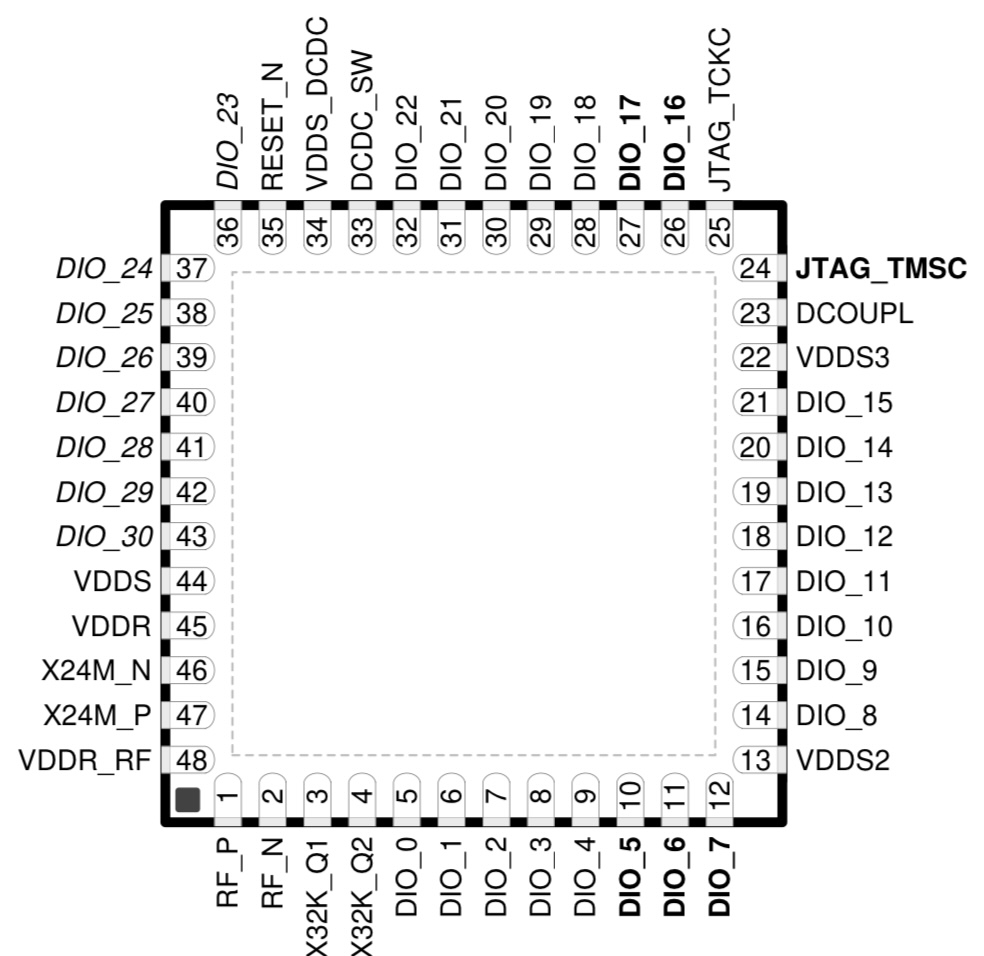 DIO_23
RESET_N
VDDS_DCDC
DCDC_SW
DIO_22
DIO_21
DIO_20
DIO_19
DIO_18
DIO_17
DIO_16
JTAG_TCKC
36
35
34
33
32
31
30
29
28
27
26
25
DIO_24 37
DIO_25 38
DIO_26 39
DIO_27 40
DIO_28 41
DIO_29 42
DIO_30 43
VDDS 44
VDDR 45
X24M_N 46
X24M_P 47
VDDR_RF 48
24 JTAG_TMSC
23 DCOUPL
22 VDDS3
21 DIO_15
20 DIO_14
19 DIO_13
18 DIO_12
17 DIO_11
16 DIO_10
15 DIO_9
14 DIO_8
13 VDDS2
1
2
3
4
5
6
7
8
9
10
11
12
RF_P
RF_N
X32K_Q1
X32K_Q2
DIO_0
DIO_1
DIO_2
DIO_3
DIO_4
DIO_5
DIO_6
DIO_7